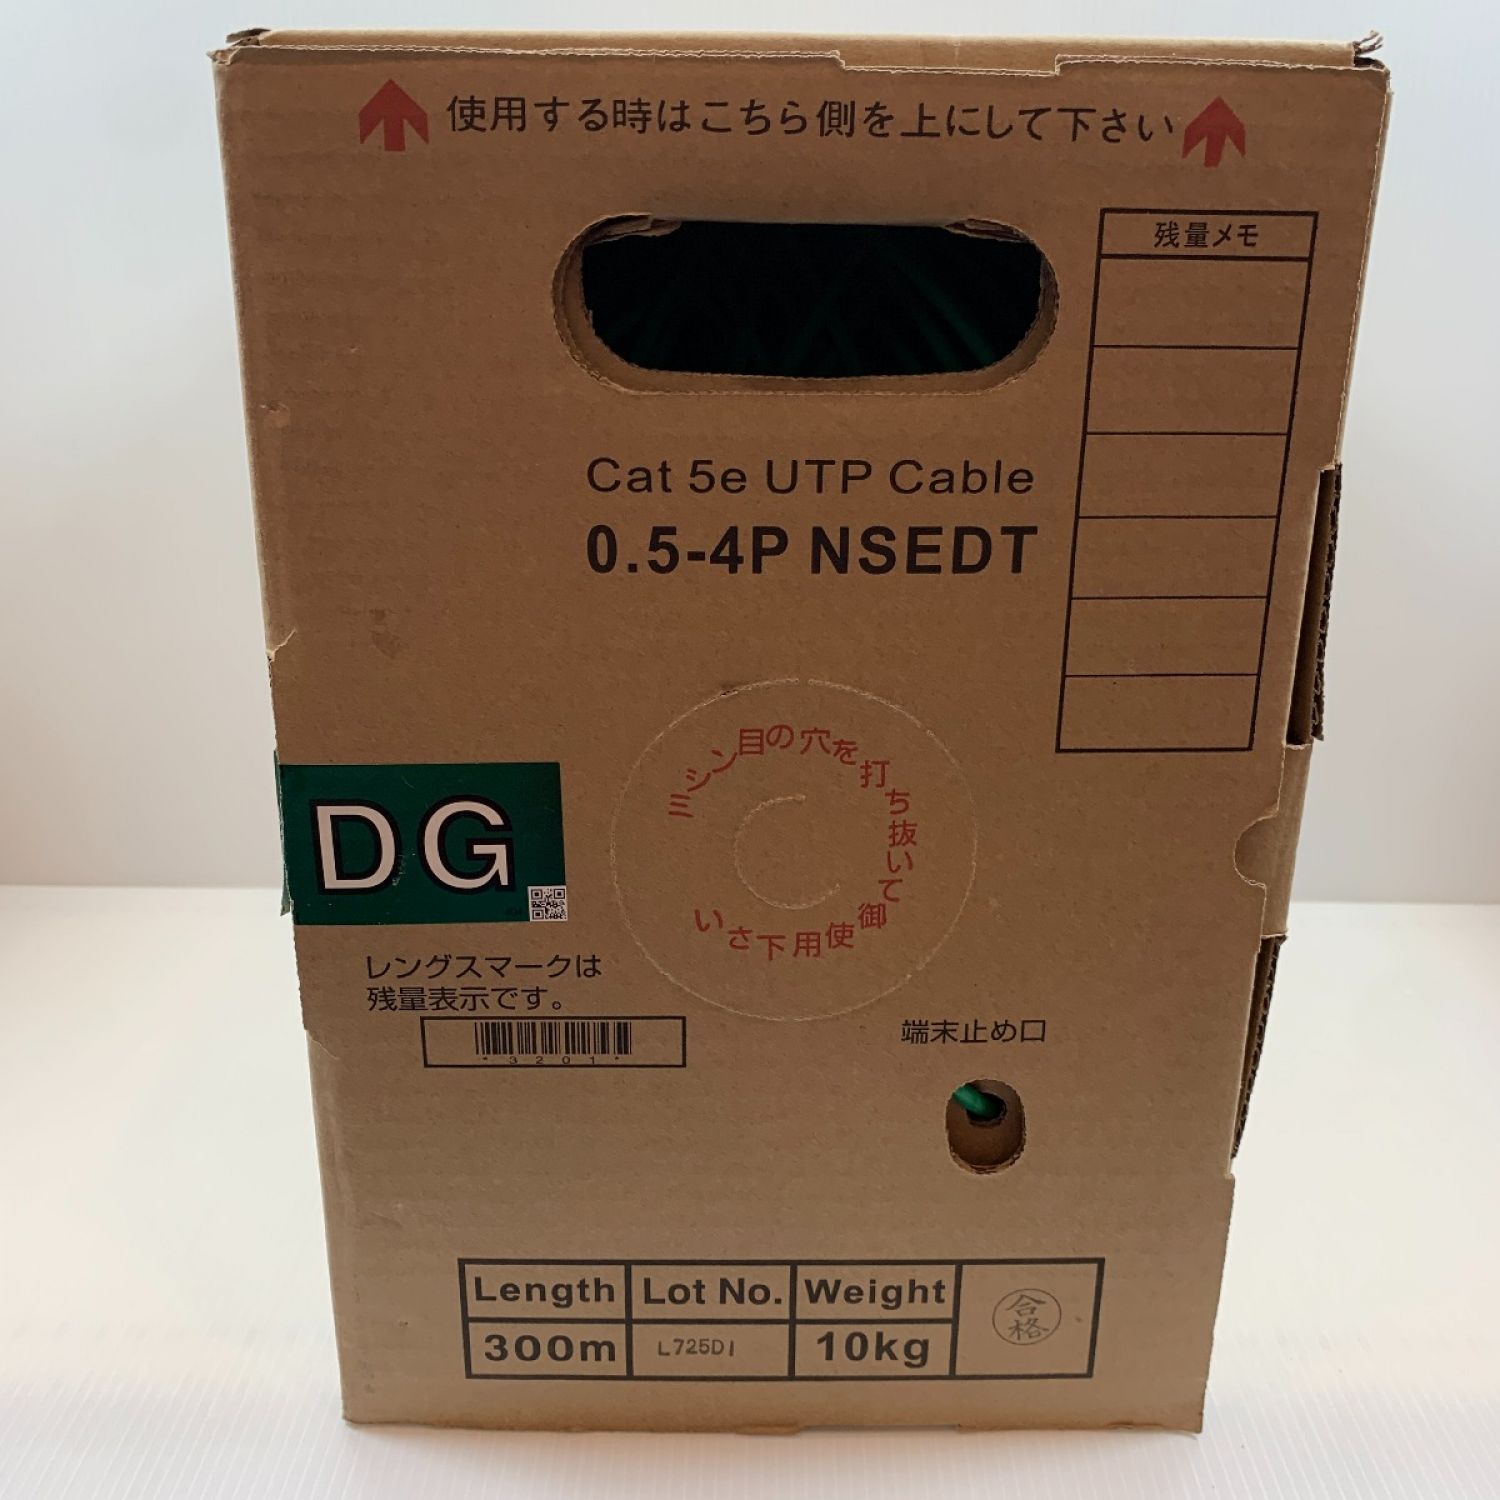 使用する時はこちら側を上にして下さい
残量メモ
Cat 5e UTP Cable
0.5-4P NSEDT
ミシン目の穴を打ち抜いて御使用下さい
DG
レングスマークは
残量表示です。
*3201*
端末止め口
Length Lot No. Weight
300m L725D1 10kg
合格